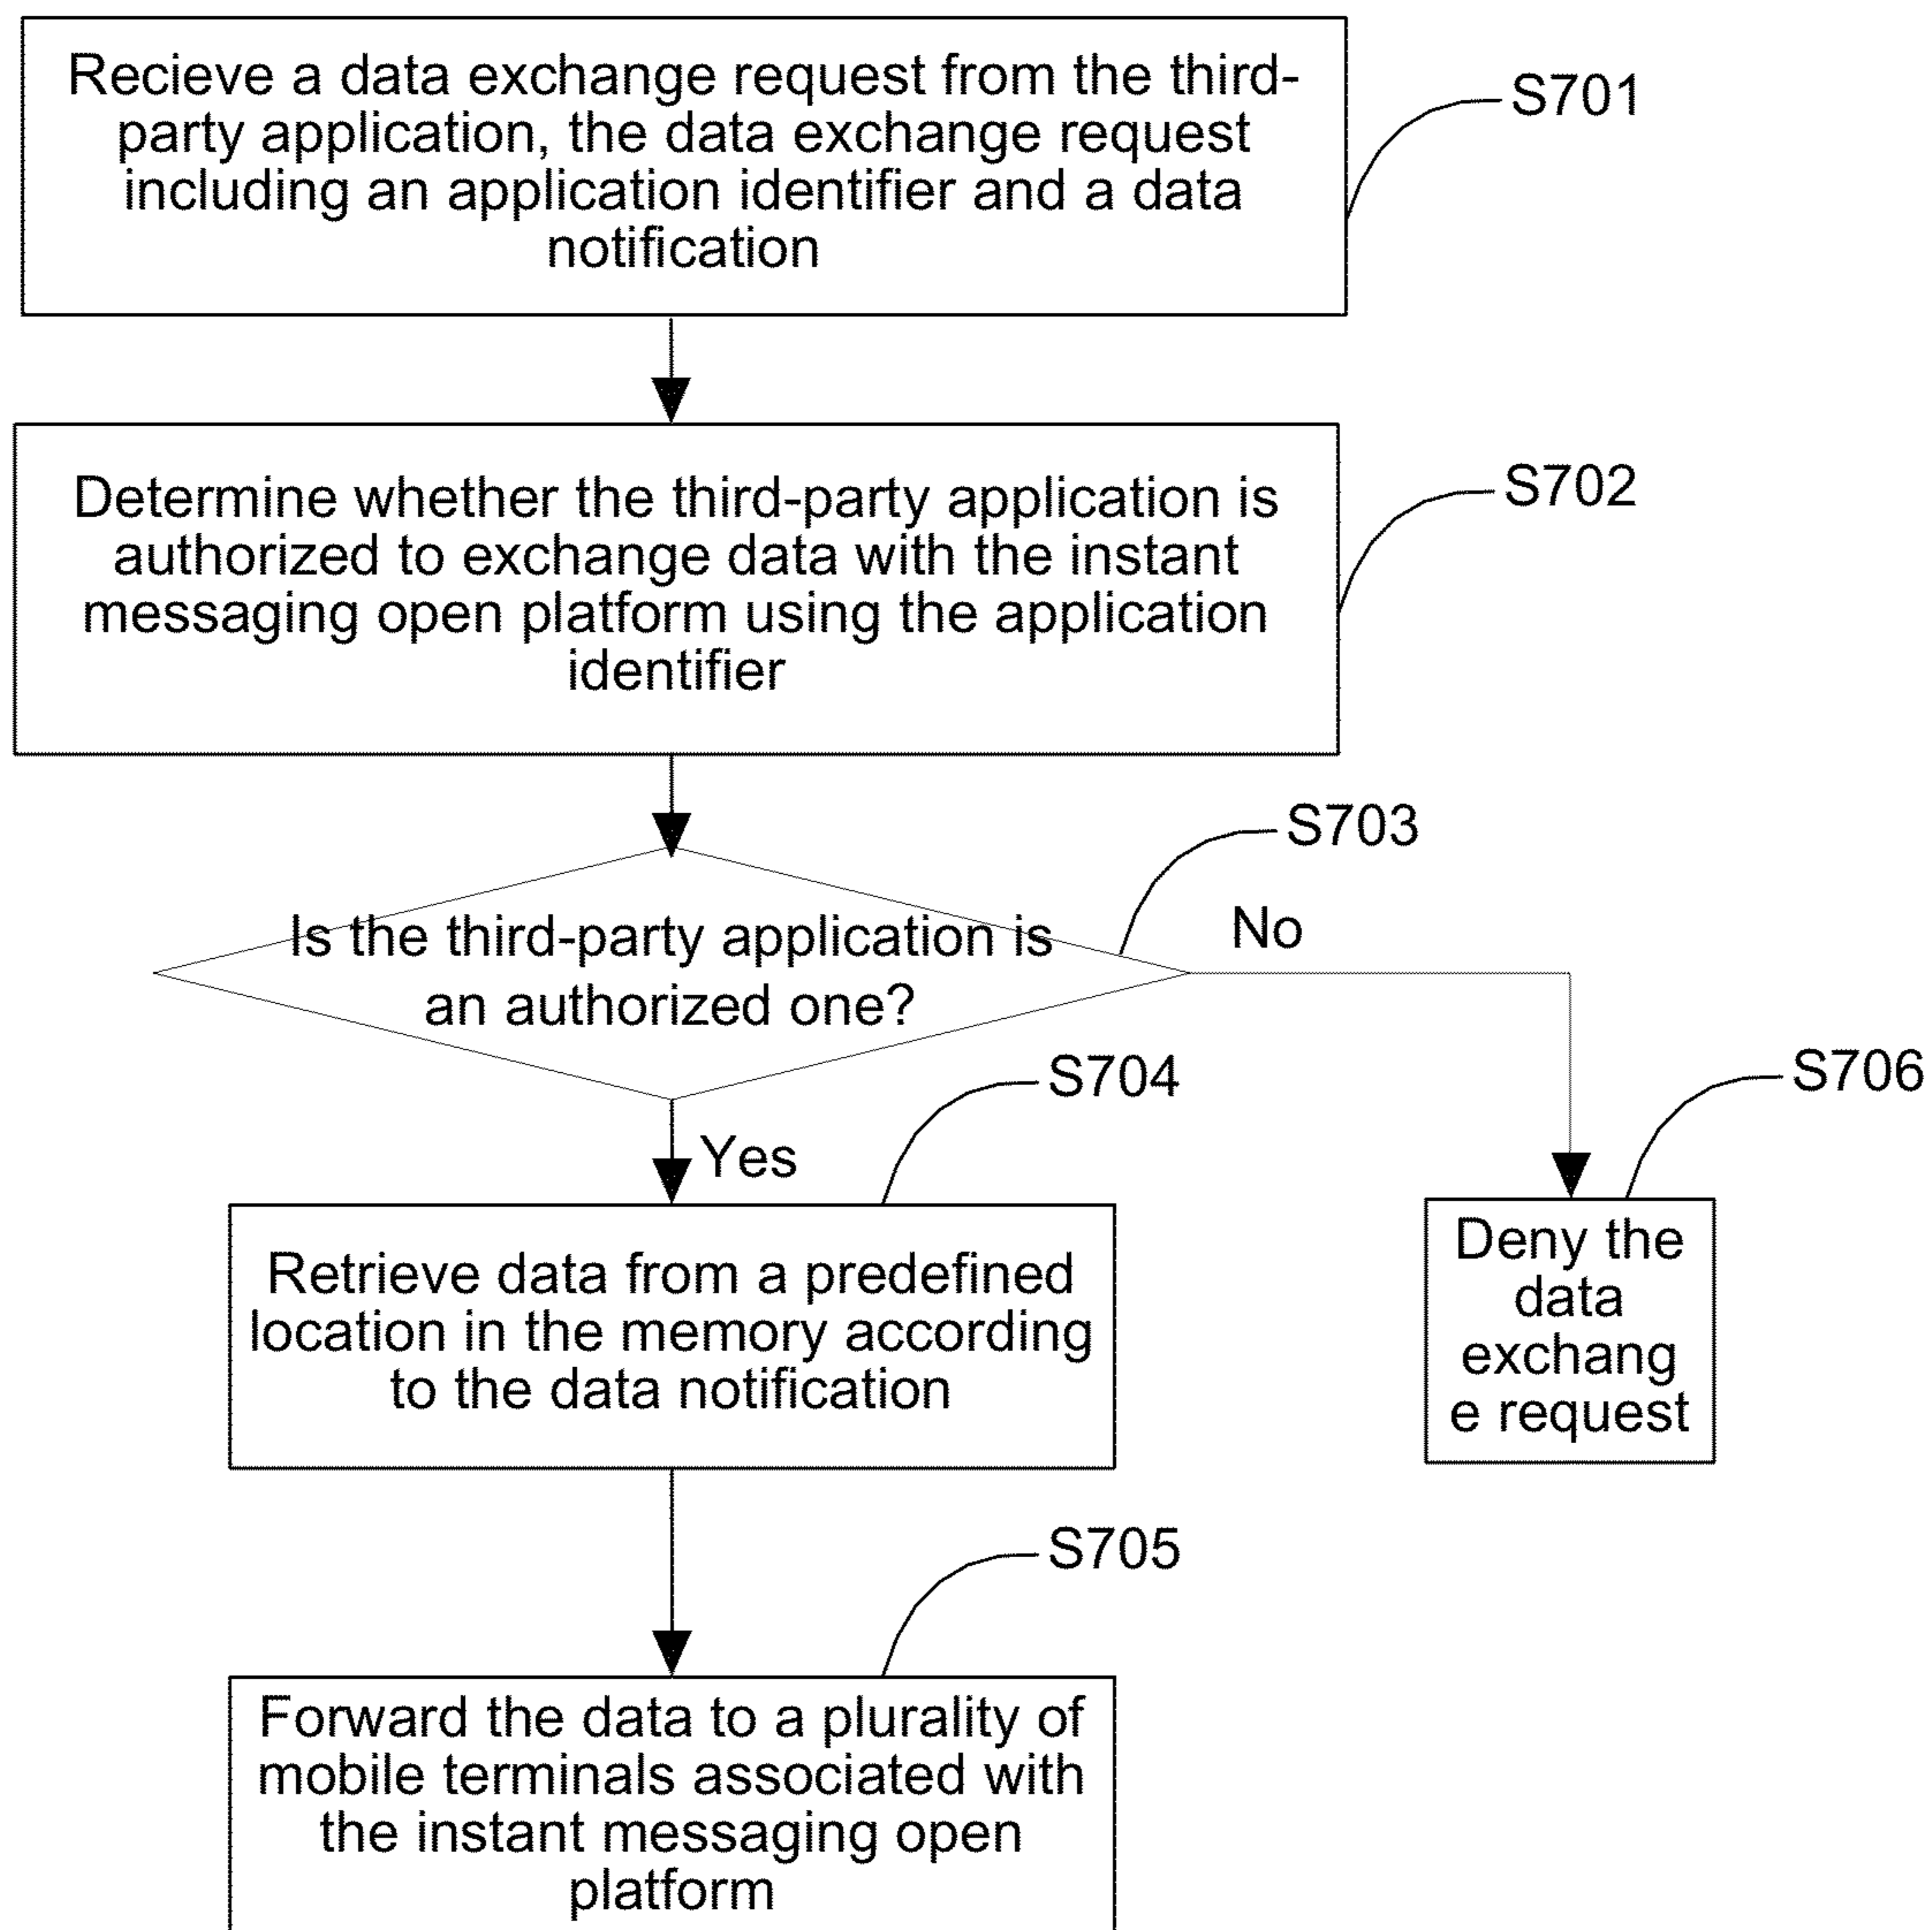 Recieve a data exchange request from the third-
party application, the data exchange request
including an application identifier and a data
notification
S701
Determine whether the third-party application is
authorized to exchange data with the instant
messaging open platform using the application
identifier
S702
S703
Is the third-party application is
an authorized one?
No
Yes
S704
Retrieve data from a predefined
location in the memory according
to the data notification
S706
Deny the
data
exchang
e request
S705
Forward the data to a plurality of
mobile terminals associated with
the instant messaging open
platform